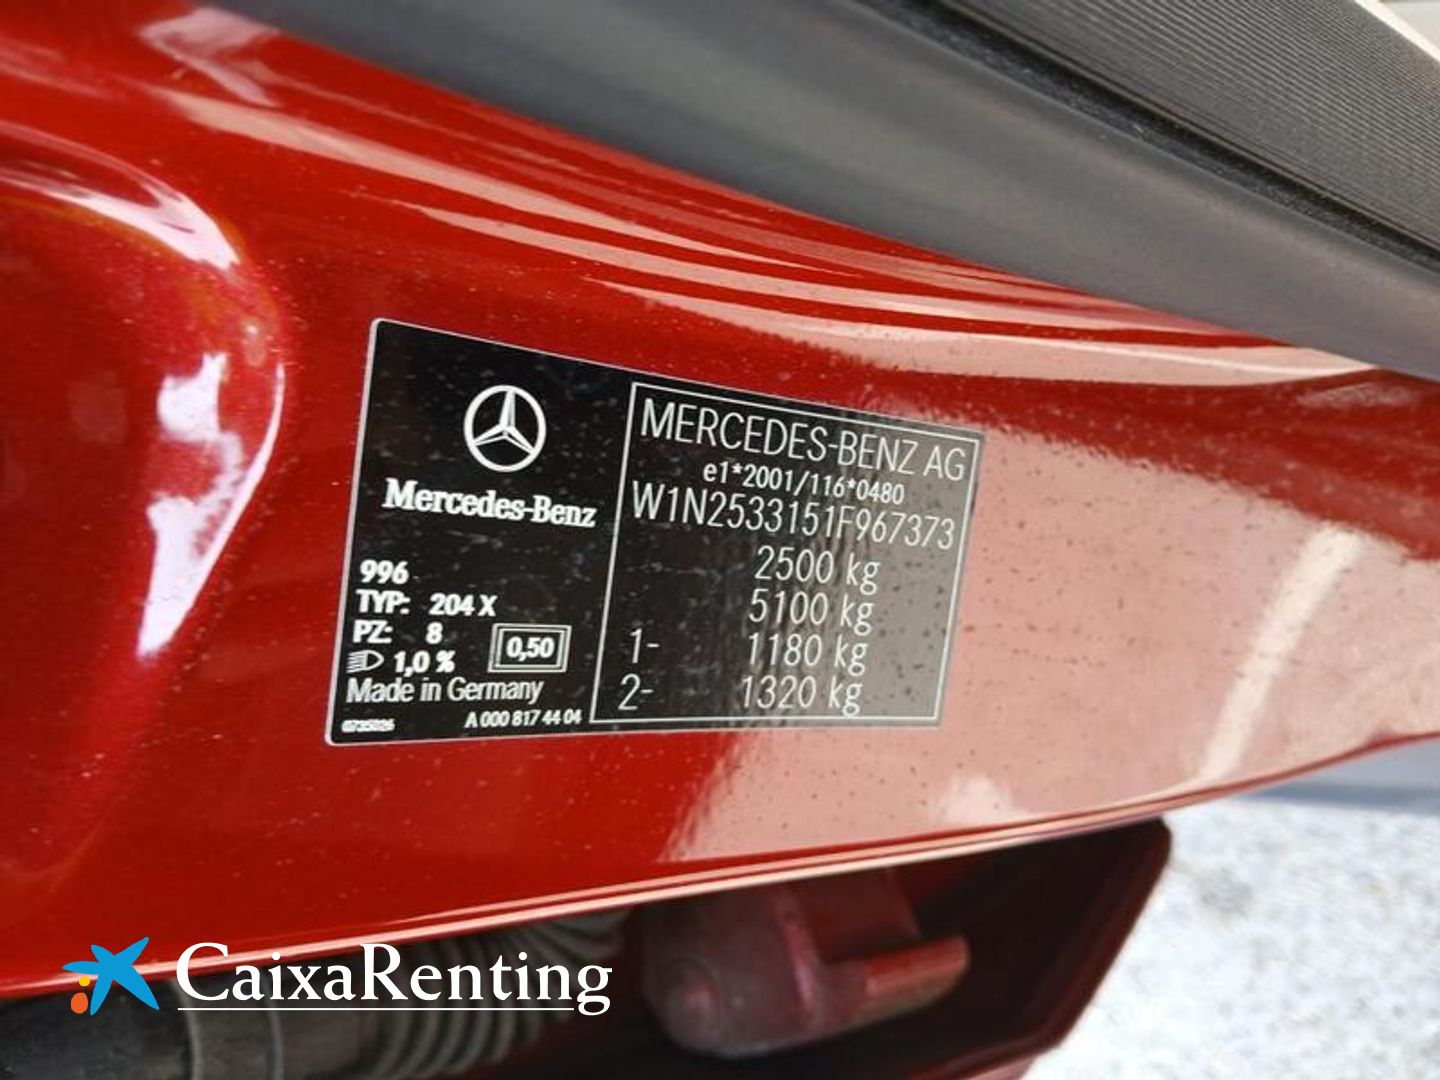 Mercedes-Benz
996
TYP: 204 X
PZ: 8
1,0 % 0,50
Made in Germany
A 000 817 44 04
MERCEDES-BENZ AG
e1*2001/116*0480
W1N2533151F967373
2500 kg
5100 kg
1- 1180 kg
2- 1320 kg
CaixaRenting